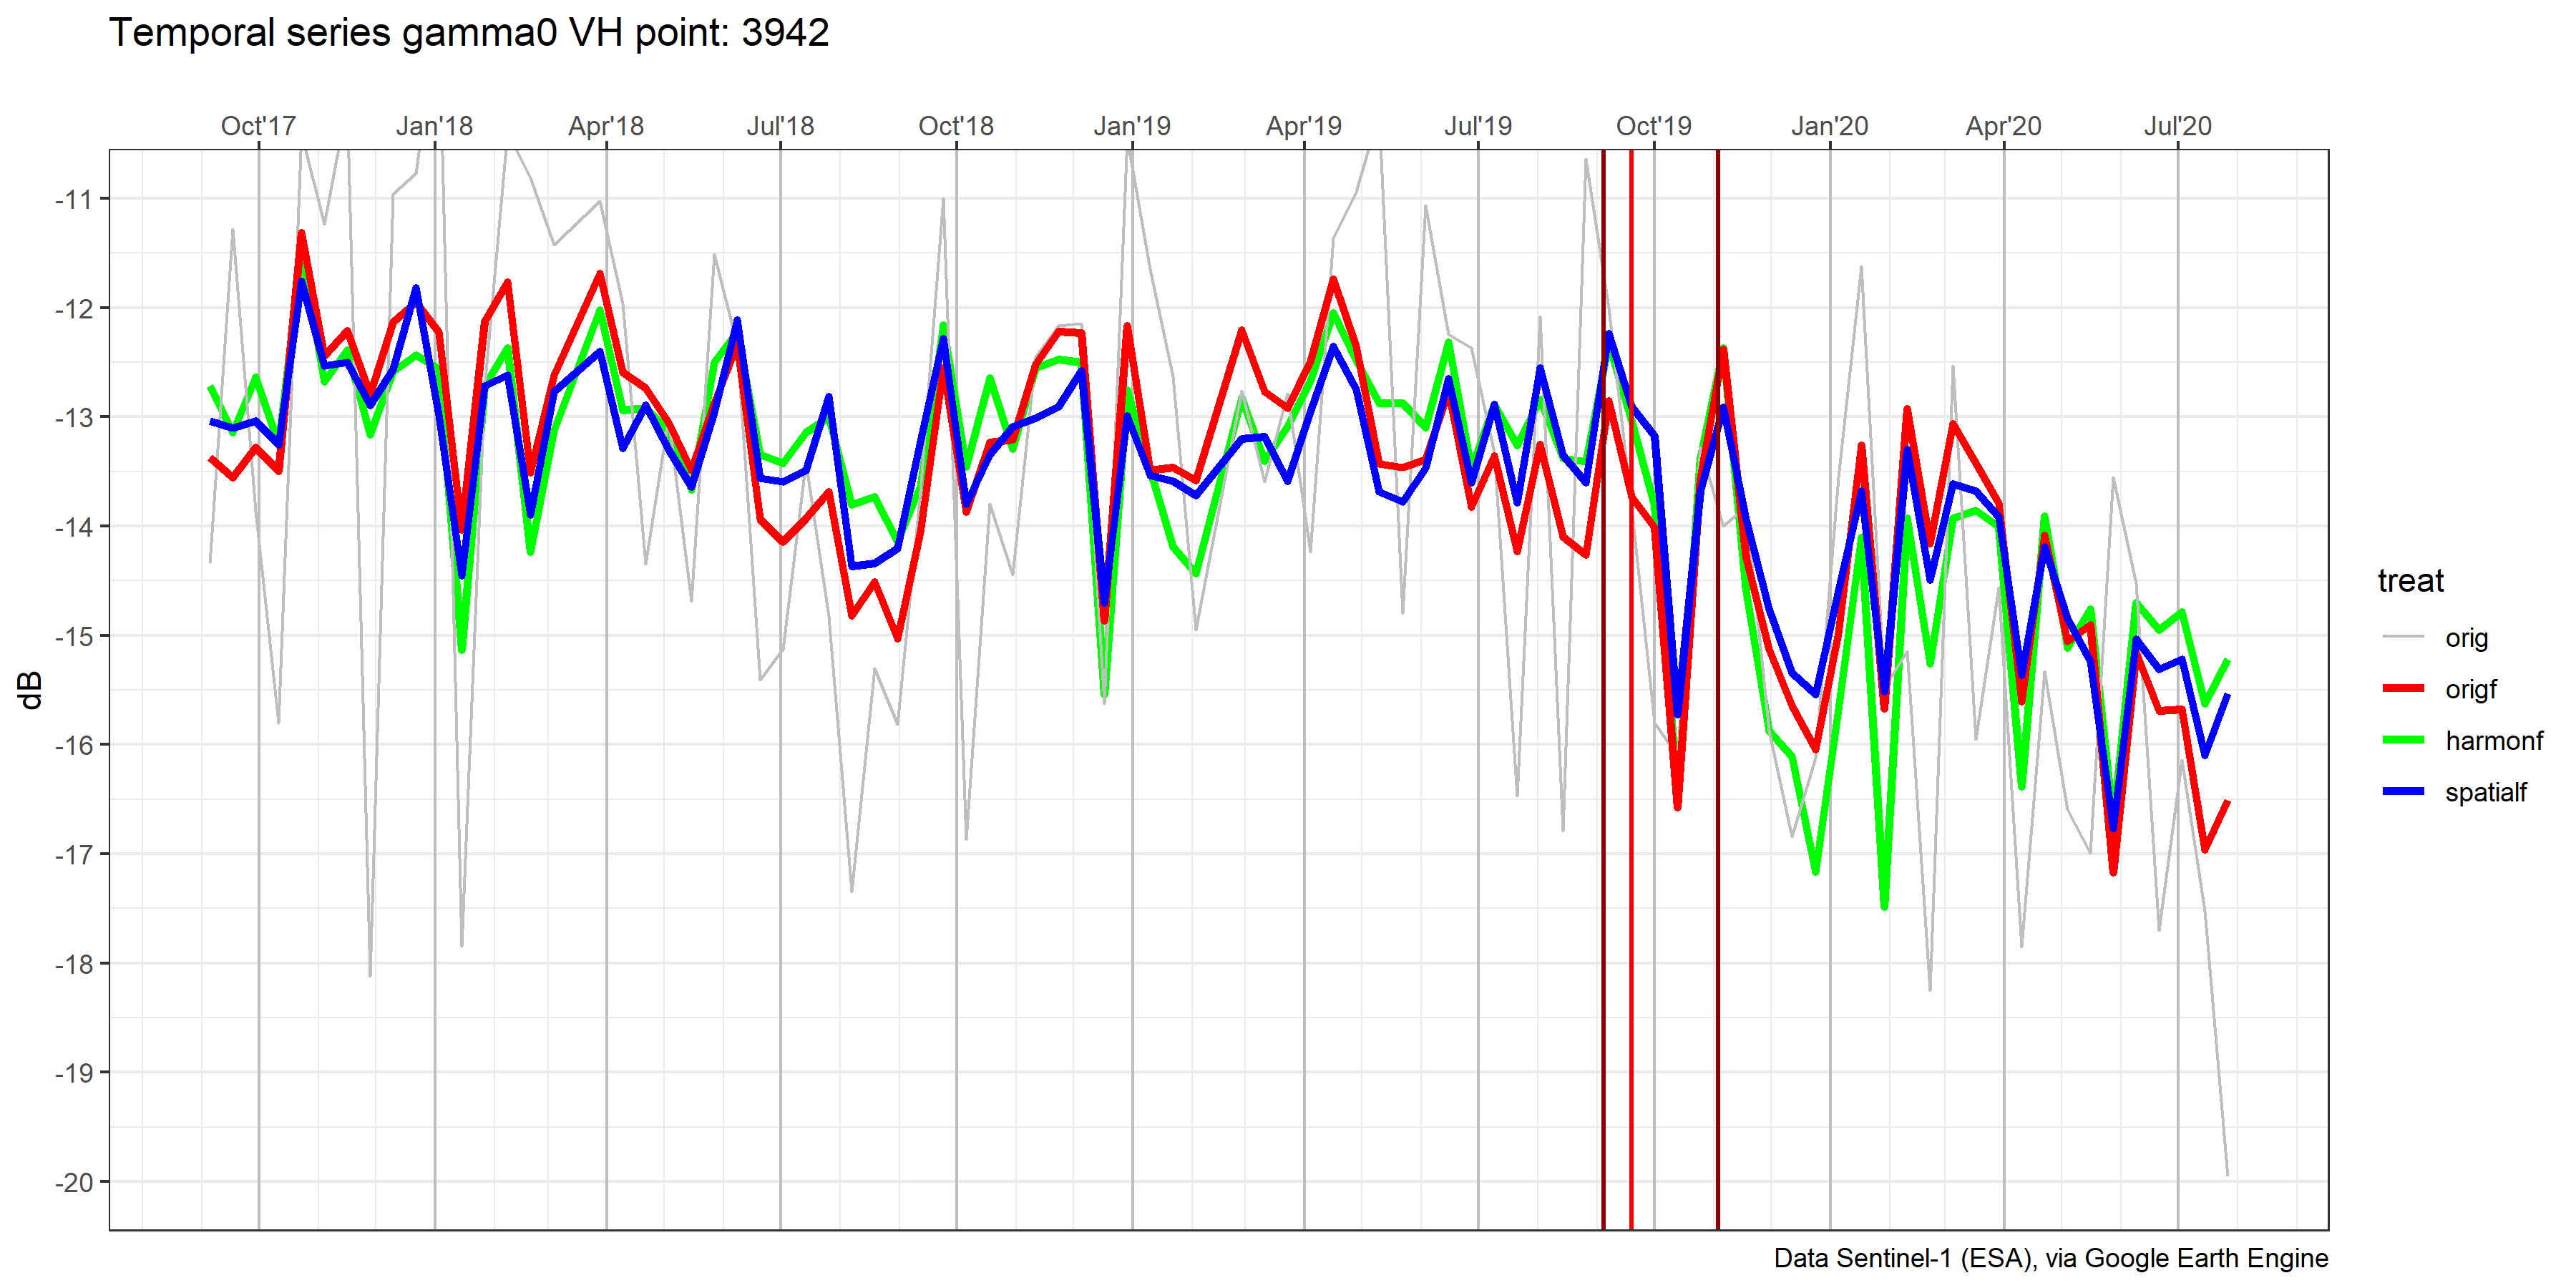 Temporal series gamma0 VH point: 3942
Oct'17 Jan'18 Apr'18 Jul'18 Oct'18 Jan'19 Apr'19 Jul'19 Oct'19 Jan'20 Apr'20 Jul'20
-11
-12
-13
-14
-15
-16
-17
-18
-19
-20
dB
treat
orig
origf
harmonf
spatialf
Data Sentinel-1 (ESA), via Google Earth Engine